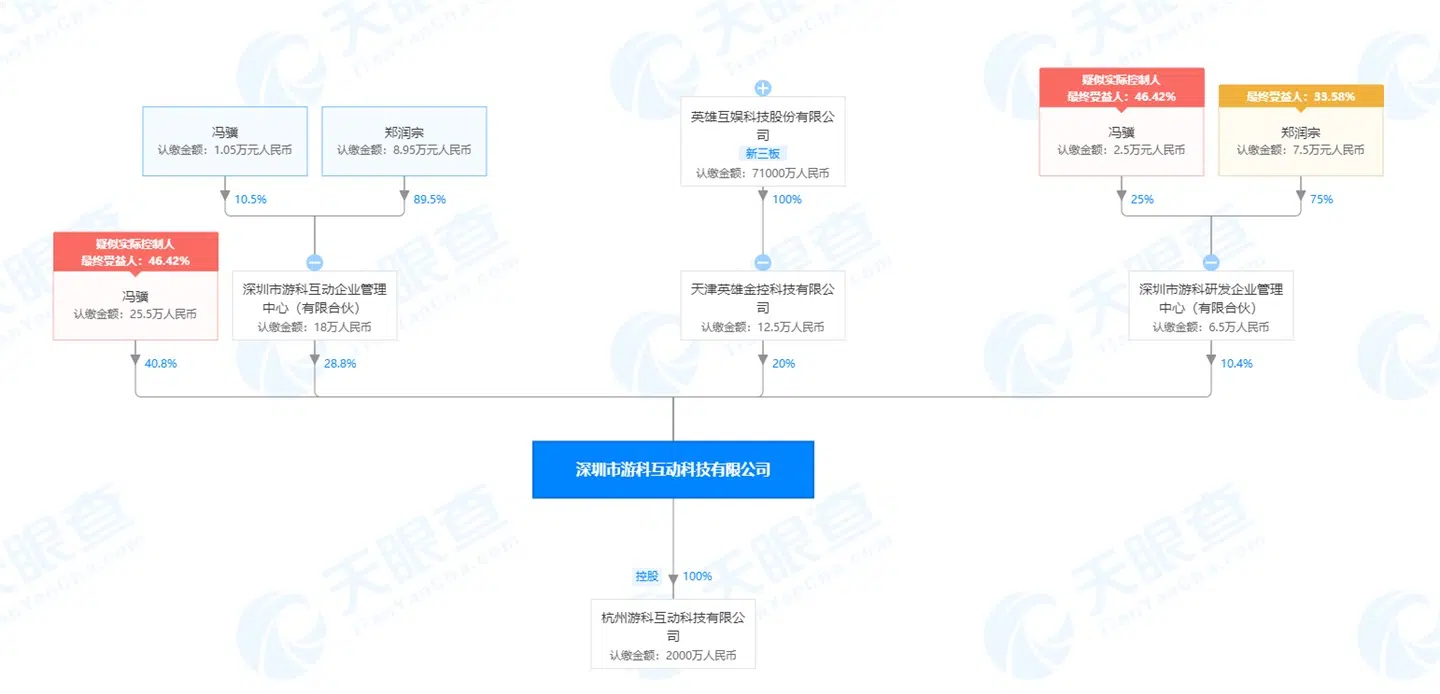 冯骥
认缴金额：1.05万元人民币
郑润宗
认缴金额：8.95万元人民币
英雄互娱科技股份有限公
司
新三板
认缴金额：71000万人民币
疑似实际控制人
最终受益人：46.42%
冯骥
认缴金额：2.5万元人民币
最终受益人：33.58%
郑润宗
认缴金额：7.5万元人民币
10.5%
89.5%
100%
25%
75%
疑似实际控制人
最终受益人：46.42%
冯骥
认缴金额：25.5万人民币
深圳市游科互动企业管理
中心（有限合伙）
认缴金额：18万人民币
天津英雄金控科技有限公
司
认缴金额：12.5万人民币
深圳市游科研发企业管理
中心（有限合伙）
认缴金额：6.5万人民币
40.8%
28.8%
20%
10.4%
深圳市游科互动科技有限公司
控股
100%
杭州游科互动科技有限公
司
认缴金额：2000万人民币
天眼查
TianYanCha.com